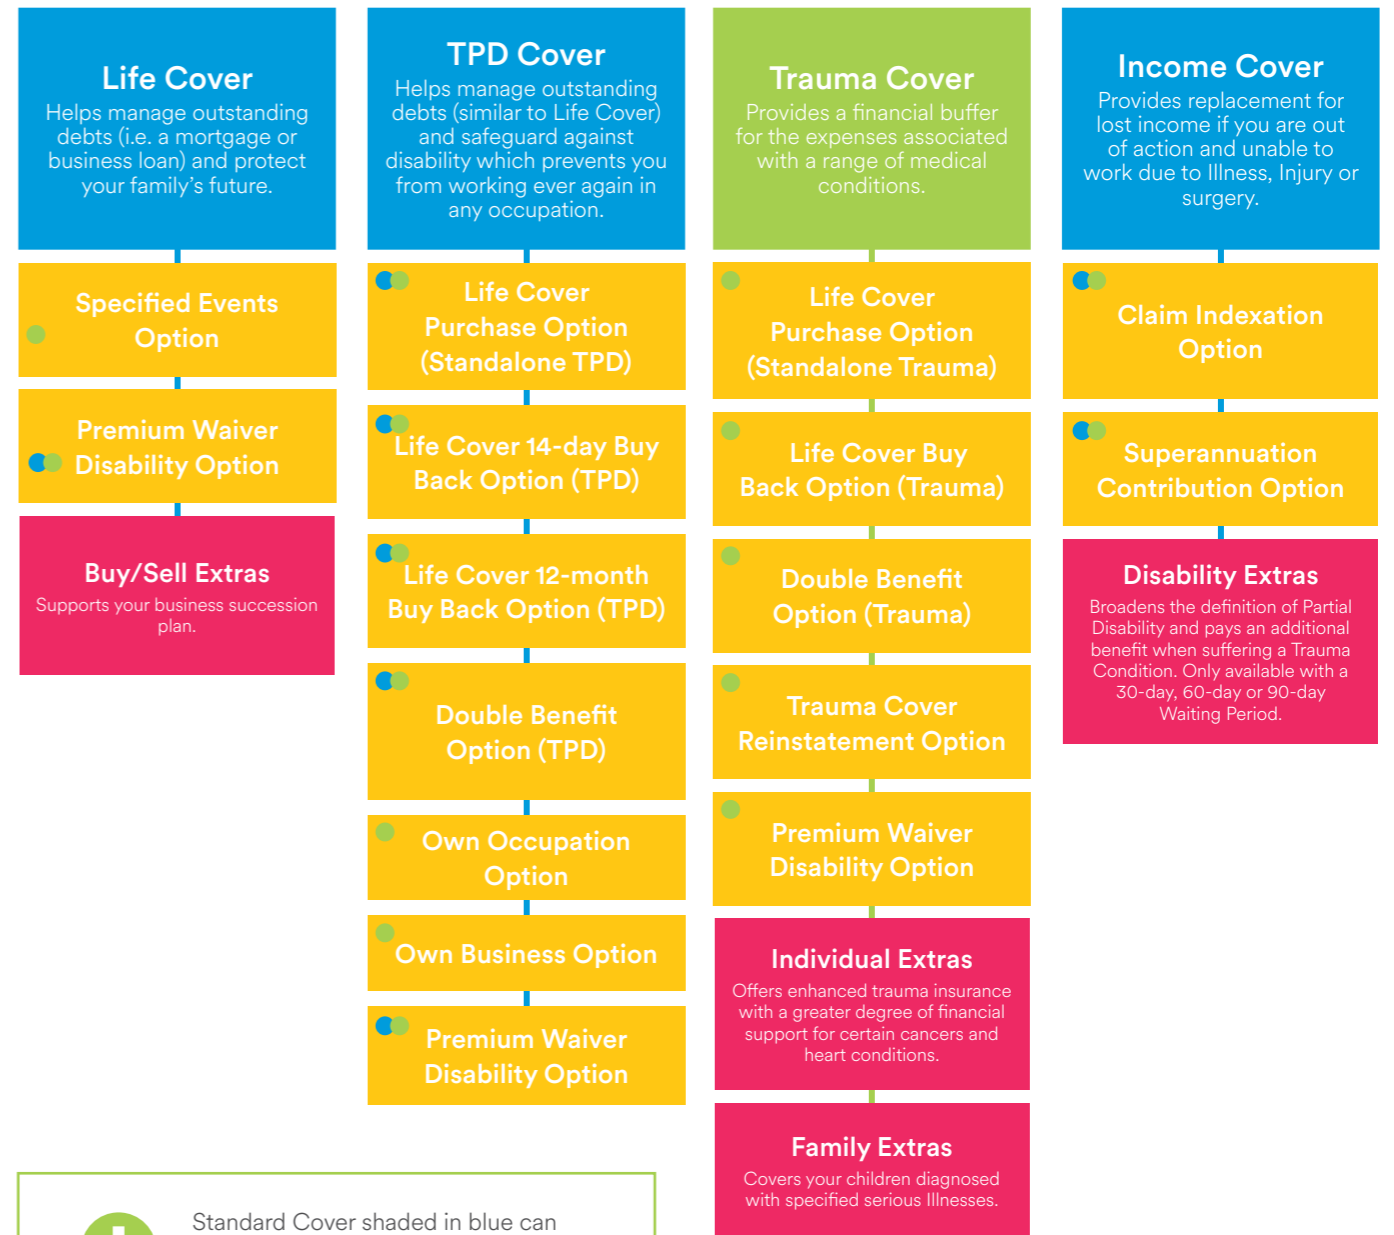 Life Cover
Helps manage outstanding
debts (i.e. a mortgage or
business loan) and protect
your family's future.
Specified Events
Option
Premium Waiver
Disability Option
Buy/Sell Extras
Supports your business succession
plan.
TPD Cover
Helps manage outstanding
debts (similar to Life Cover)
and safeguard against
disability which prevents you
from working ever again in
any occupation.
Life Cover
Purchase Option
(Standalone TPD)
Life Cover 14-day Buy
Back Option (TPD)
Life Cover 12-month
Buy Back Option (TPD)
Double Benefit
Option (TPD)
Own Occupation
Option
Own Business Option
Premium Waiver
Disability Option
Trauma Cover
Provides a financial buffer
for the expenses associated
with a range of medical
conditions.
Life Cover
Purchase Option
(Standalone Trauma)
Life Cover Buy
Back Option (Trauma)
Double Benefit
Option (Trauma)
Trauma Cover
Reinstatement Option
Premium Waiver
Disability Option
Individual Extras
Offers enhanced trauma insurance
with a greater degree of financial
support for certain cancers and
heart conditions.
Family Extras
Covers your children diagnosed
with specified serious Illnesses.
Income Cover
Provides replacement for
lost income if you are out
of action and unable to
work due to Illness, Injury or
surgery.
Claim Indexation
Option
Superannuation
Contribution Option
Disability Extras
Broadens the definition of Partial
Disability and pays an additional
benefit when suffering a Trauma
Condition. Only available with a
30-day, 60-day or 90-day
Waiting Period.
Standard Cover shaded in blue can